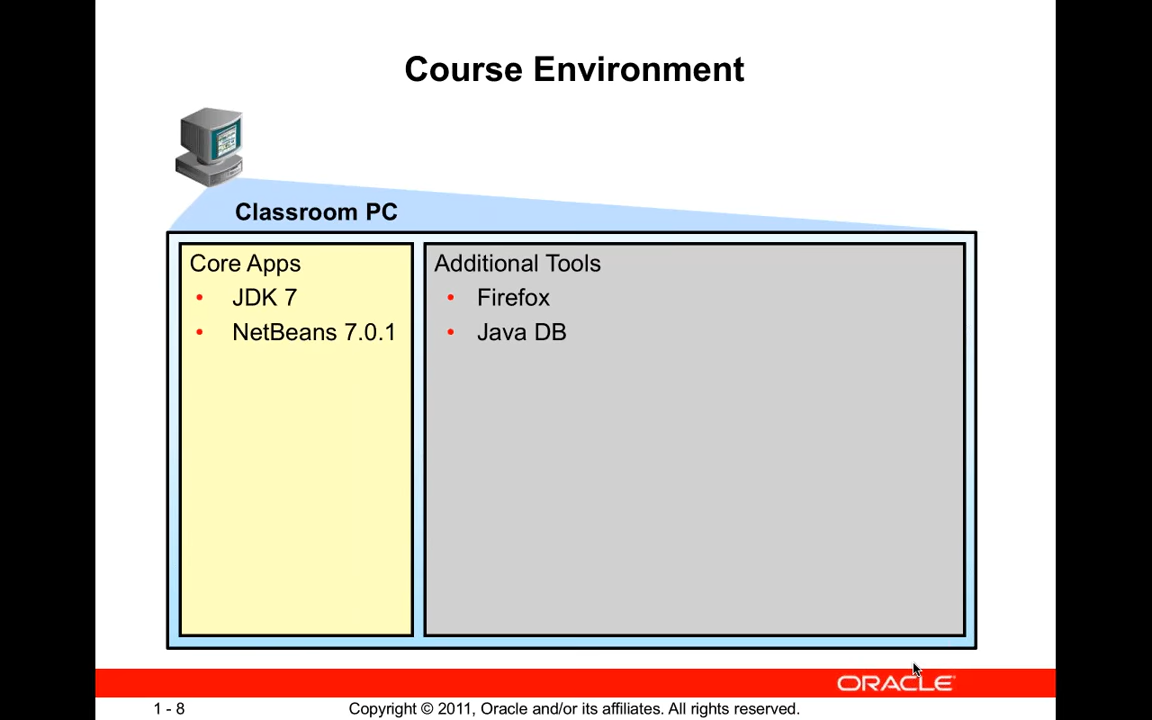 Course Environment
Classroom PC
Core Apps
• JDK 7
• NetBeans 7.0.1
Additional Tools
• Firefox
• Java DB
ORACLE
1 - 8
Copyright © 2011, Oracle and/or its affiliates. All rights reserved.